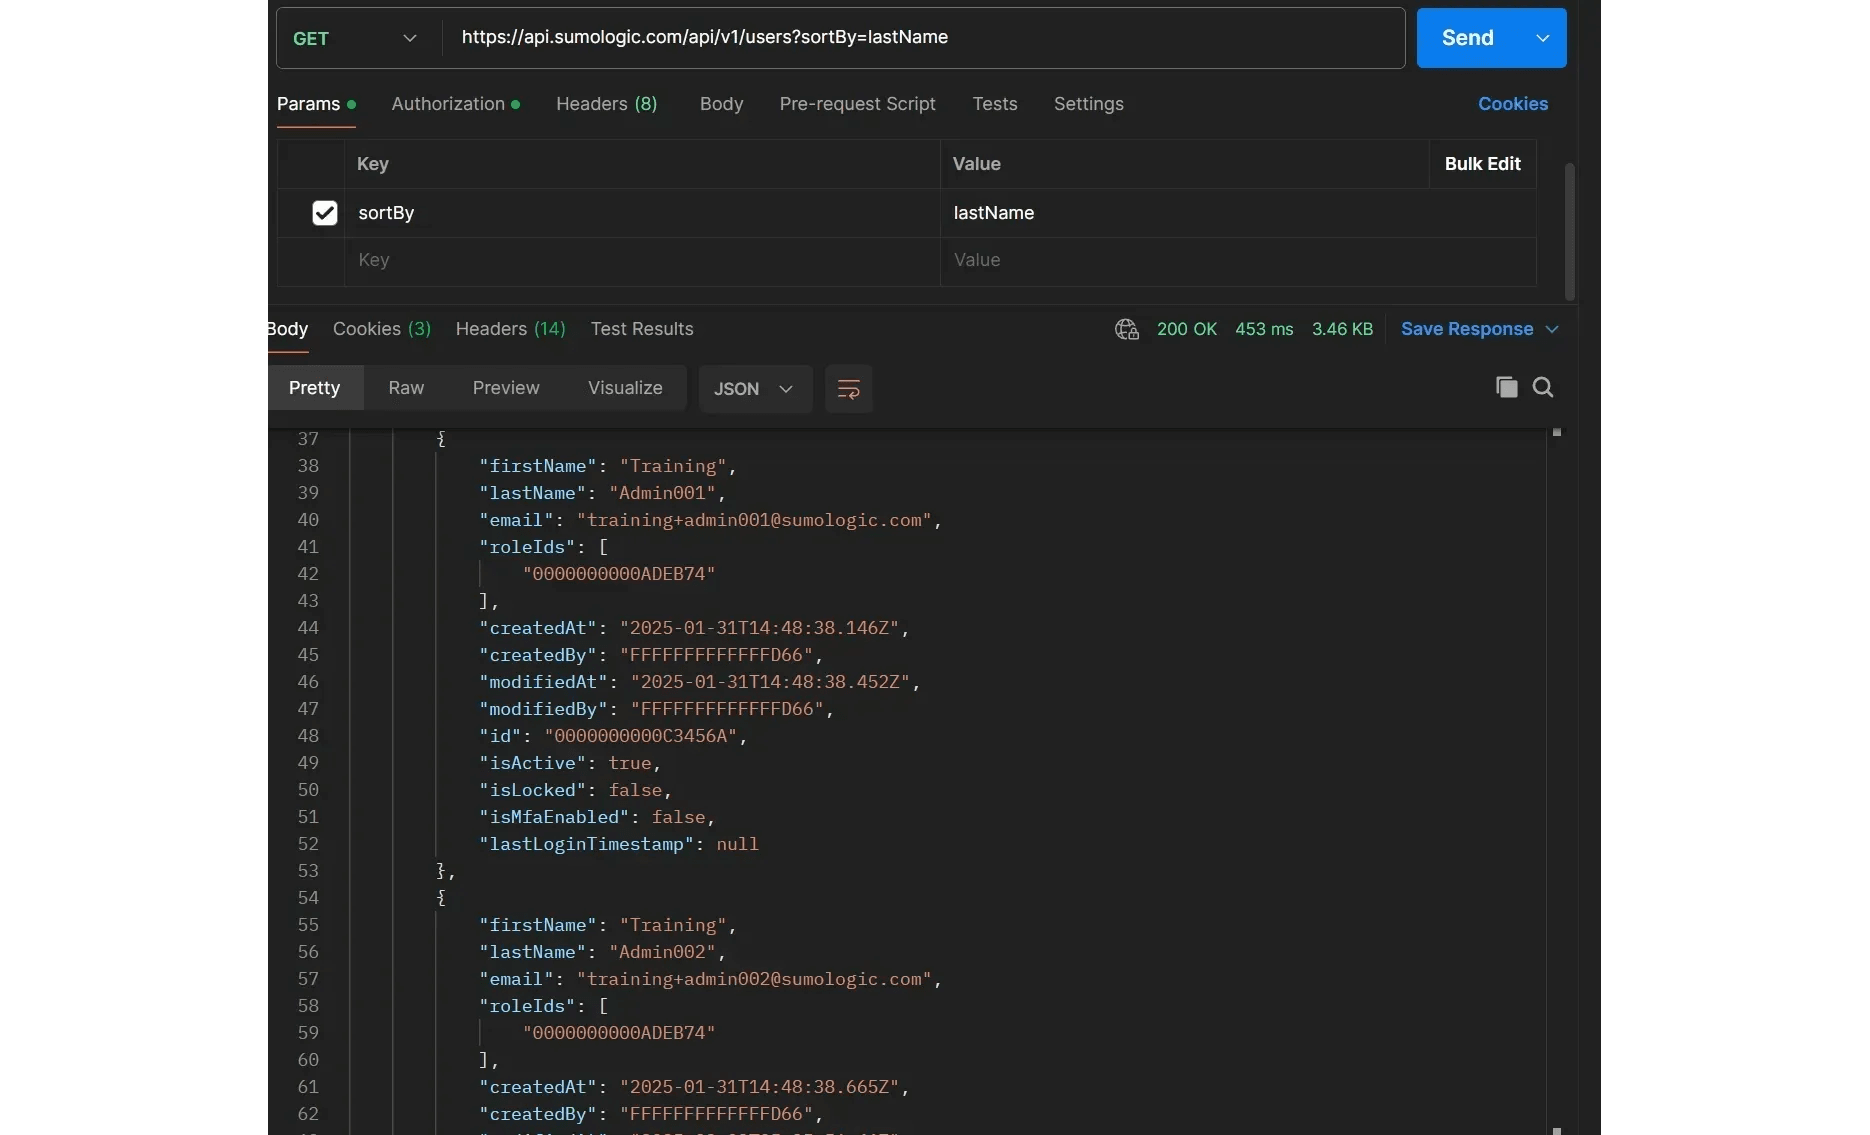 GET https://api.sumologic.com/api/v1/users?sortBy=lastName Send
Params Authorization Headers (8) Body Pre-request Script Tests Settings Cookies
Key Value Bulk Edit
sortBy lastName
Key Value
Body Cookies (3) Headers (14) Test Results 200 OK 453 ms 3.46 KB Save Response
Pretty Raw Preview Visualize JSON
37 {
38 "firstName": "Training",
39 "lastName": "Admin001",
40 "email": "training+admin001@sumologic.com",
41 "roleIds": [
42 "0000000000ADEB74"
43 ],
44 "createdAt": "2025-01-31T14:48:38.146Z",
45 "createdBy": "FFFFFFFFFFFFFD66",
46 "modifiedAt": "2025-01-31T14:48:38.452Z",
47 "modifiedBy": "FFFFFFFFFFFFFD66",
48 "id": "0000000000C3456A",
49 "isActive": true,
50 "isLocked": false,
51 "isMfaEnabled": false,
52 "lastLoginTimestamp": null
53 },
54 {
55 "firstName": "Training",
56 "lastName": "Admin002",
57 "email": "training+admin002@sumologic.com",
58 "roleIds": [
59 "0000000000ADEB74"
60 ],
61 "createdAt": "2025-01-31T14:48:38.665Z",
62 "createdBy": "FFFFFFFFFFFFFD66",